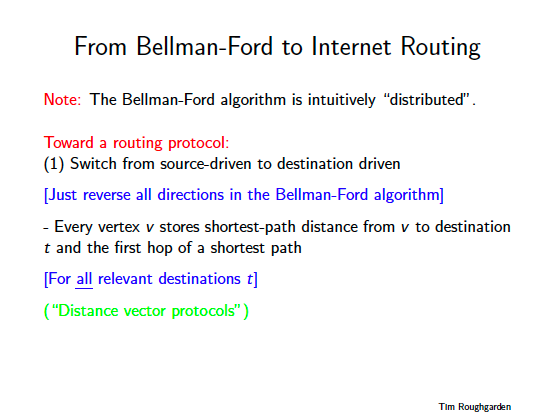 From Bellman-Ford to Internet Routing
Note: The Bellman-Ford algorithm is intuitively “distributed”.
Toward a routing protocol:
(1) Switch from source-driven to destination driven
[Just reverse all directions in the Bellman-Ford algorithm]
- Every vertex v stores shortest-path distance from v to destination
t and the first hop of a shortest path
[For all relevant destinations t]
(“Distance vector protocols”)
Tim Roughgarden